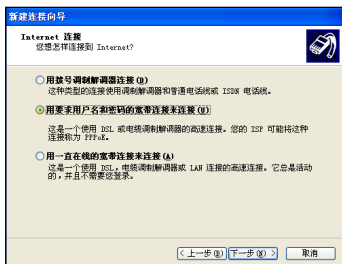 新建连接向导
Internet 连接
您想怎样连接到 Internet?
用拨号调制解调器连接(D)
这种类型的连接使用调制解调器和普通电话线或 ISDN 电话线。
用要求用户名和密码的宽带连接来连接(U)
这是一个使用 DSL 或电缆调制解调器的高速连接。您的 ISP 可能将这种
连接称为 PPPoE。
用一直在线的宽带连接来连接(A)
这是一个使用 DSL,电缆调制解调器或 LAN 连接的高速连接。它总是活动
的,并且不需要您登录。
<上一步(B) 下一步(N)> 取消